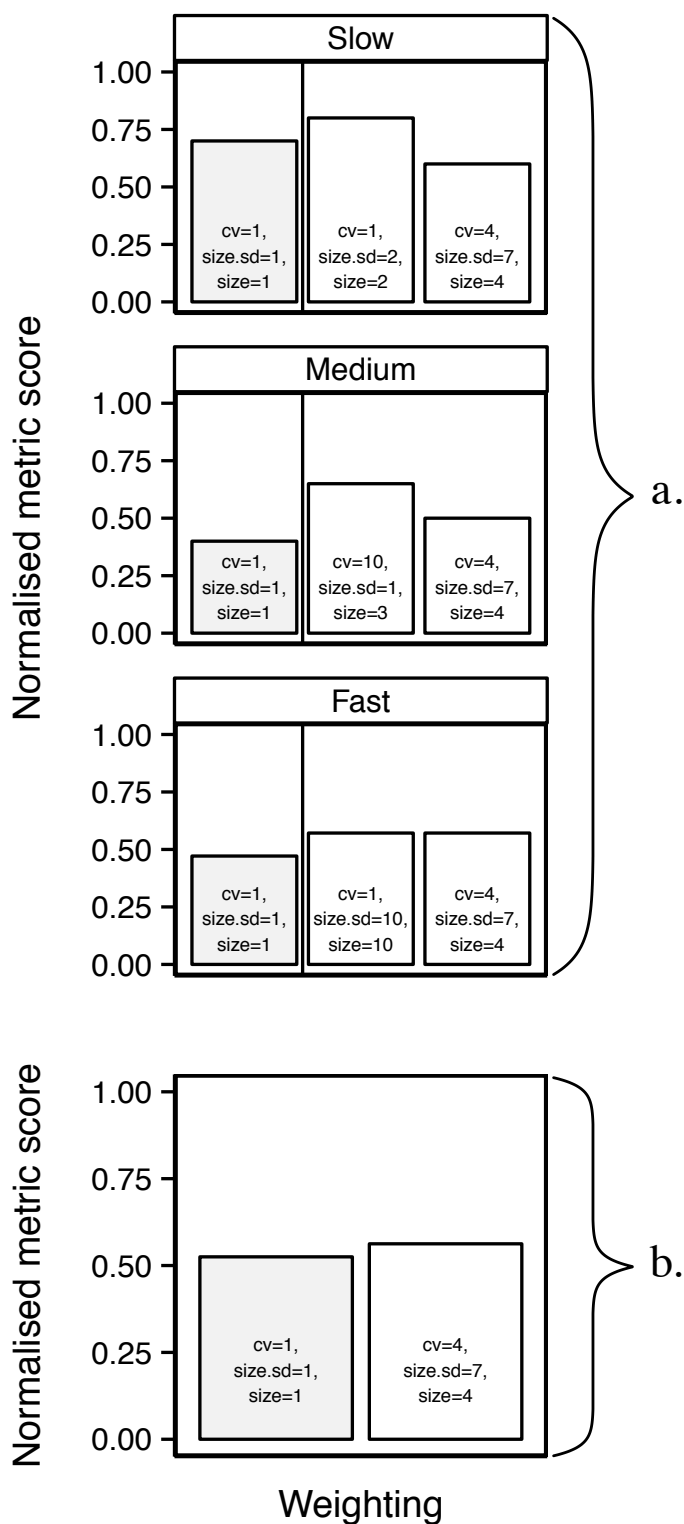 Slow
1.00
0.75
0.50
0.25
0.00
cv=1,
size.sd=1,
size=1
cv=1,
size.sd=2,
size=2
cv=4,
size.sd=7,
size=4
Normalised metric score
Medium
1.00
0.75
0.50
0.25
0.00
cv=1,
size.sd=1,
size=1
cv=10,
size.sd=1,
size=3
cv=4,
size.sd=7,
size=4
a.
Fast
1.00
0.75
0.50
0.25
0.00
cv=1,
size.sd=1,
size=1
cv=1,
size.sd=10,
size=10
cv=4,
size.sd=7,
size=4
Normalised metric score
1.00
0.75
0.50
0.25
0.00
cv=1,
size.sd=1,
size=1
cv=4,
size.sd=7,
size=4
b.
Weighting